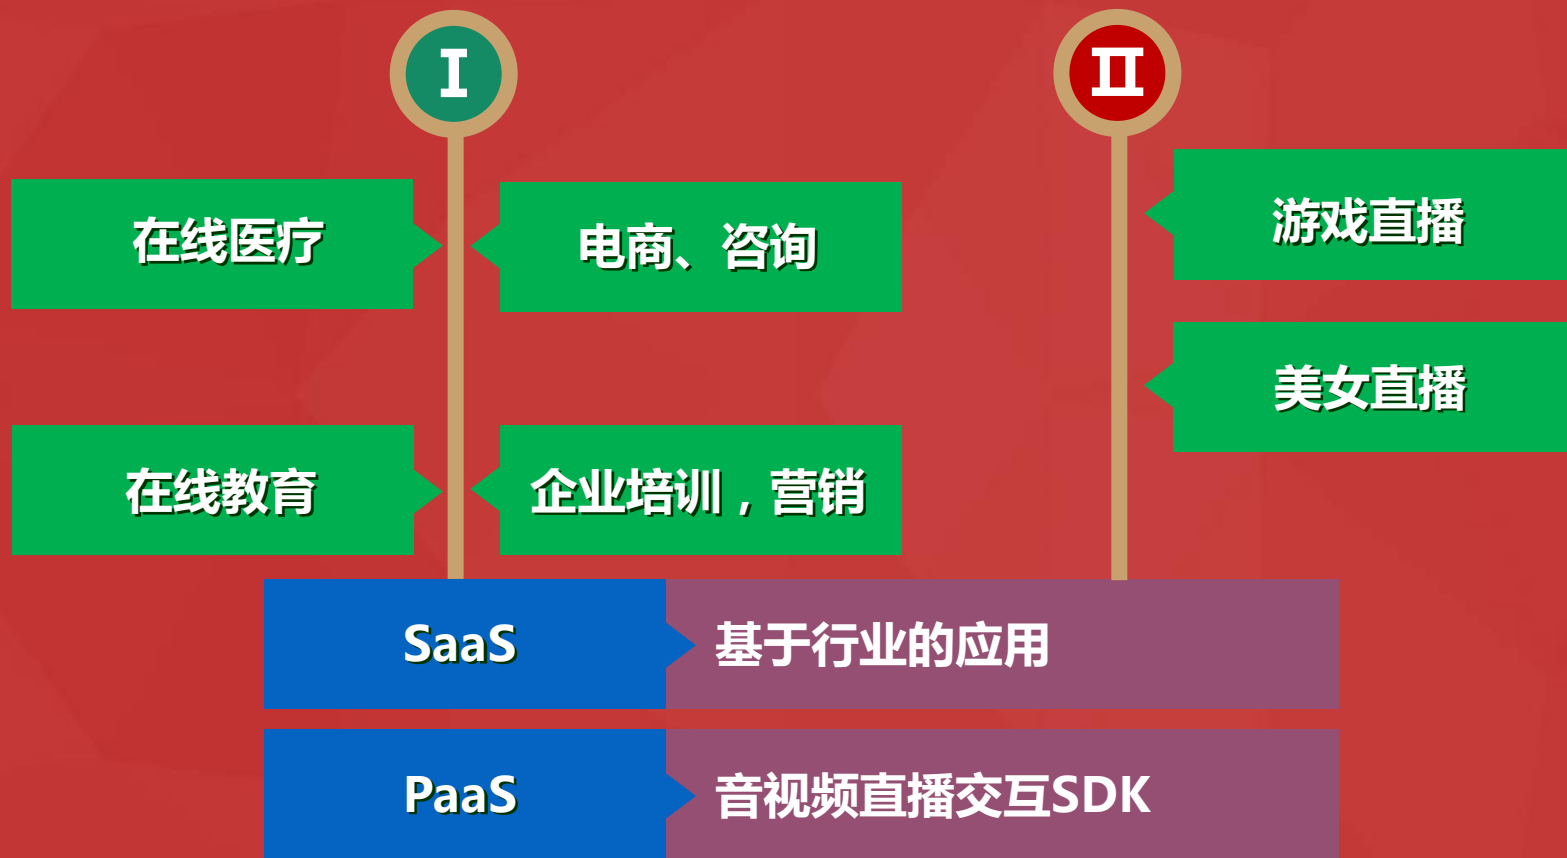 I
II
在线医疗
电商、咨询
游戏直播
美女直播
在线教育
企业培训，营销
SaaS
基于行业的应用
PaaS
音视频直播交互SDK